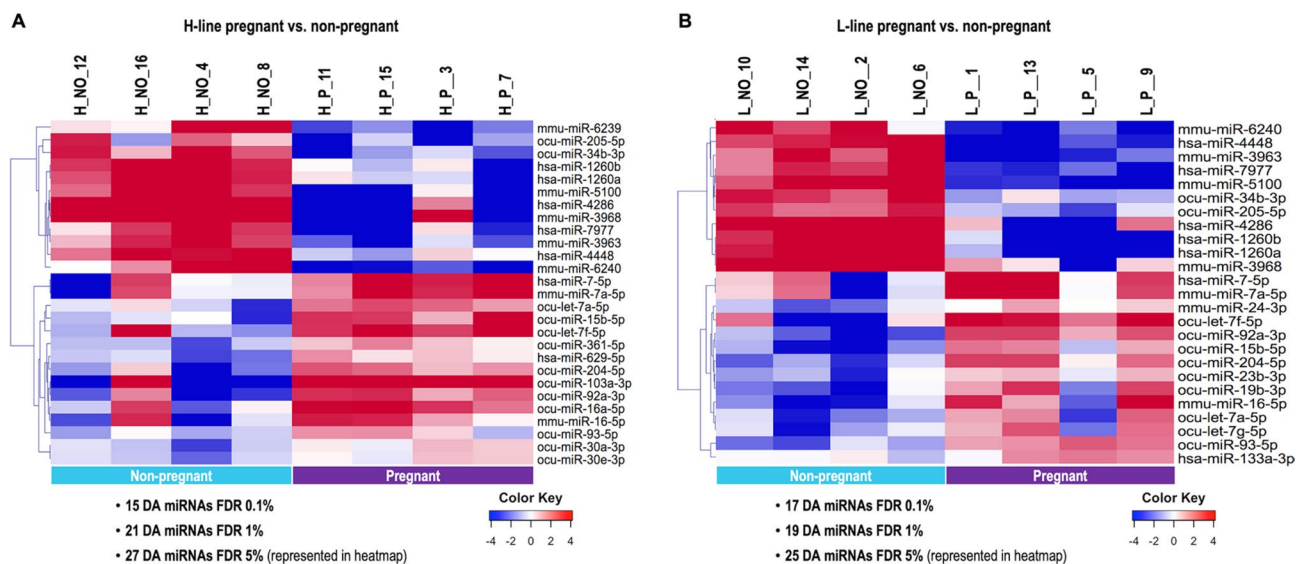 A
H-line pregnant vs. non-pregnant
H_NO_12
H_NO_16
H_NO_4
H_NO_8
H_P_11
H_P_15
H_P__3
H_P_7
mmu-miR-6239
ocu-miR-205-5p
ocu-miR-34b-3p
hsa-miR-1260b
hsa-miR-1260a
mmu-miR-5100
hsa-miR-4286
mmu-miR-3968
hsa-miR-7977
mmu-miR-3963
hsa-miR-4448
mmu-miR-6240
hsa-miR-7-5p
mmu-miR-7a-5p
ocu-let-7a-5p
ocu-miR-15b-5p
ocu-let-7f-5p
ocu-miR-361-5p
hsa-miR-629-5p
ocu-miR-204-5p
ocu-miR-103a-3p
ocu-miR-92a-3p
ocu-miR-16a-5p
mmu-miR-16-5p
ocu-miR-93-5p
ocu-miR-30a-3p
ocu-miR-30e-3p
Non-pregnant Pregnant
• 15 DA miRNAs FDR 0.1%
• 21 DA miRNAs FDR 1%
• 27 DA miRNAs FDR 5% (represented in heatmap)
Color Key
-4 -2 0 2 4
B
L-line pregnant vs. non-pregnant
L_NO_10
L_NO_14
L_NO__2
L_NO_6
L_P__1
L_P_13
L_P__5
L_P__9
mmu-miR-6240
hsa-miR-4448
mmu-miR-3963
hsa-miR-7977
mmu-miR-5100
ocu-miR-34b-3p
ocu-miR-205-5p
hsa-miR-4286
hsa-miR-1260b
hsa-miR-1260a
mmu-miR-3968
hsa-miR-7-5p
mmu-miR-7a-5p
mmu-miR-24-3p
ocu-let-7f-5p
ocu-miR-92a-3p
ocu-miR-15b-5p
ocu-miR-204-5p
ocu-miR-23b-3p
ocu-miR-19b-3p
mmu-miR-16-5p
ocu-let-7a-5p
ocu-let-7g-5p
ocu-miR-93-5p
hsa-miR-133a-3p
Non-pregnant Pregnant
• 17 DA miRNAs FDR 0.1%
• 19 DA miRNAs FDR 1%
• 25 DA miRNAs FDR 5% (represented in heatmap)
Color Key
-4 -2 0 2 4